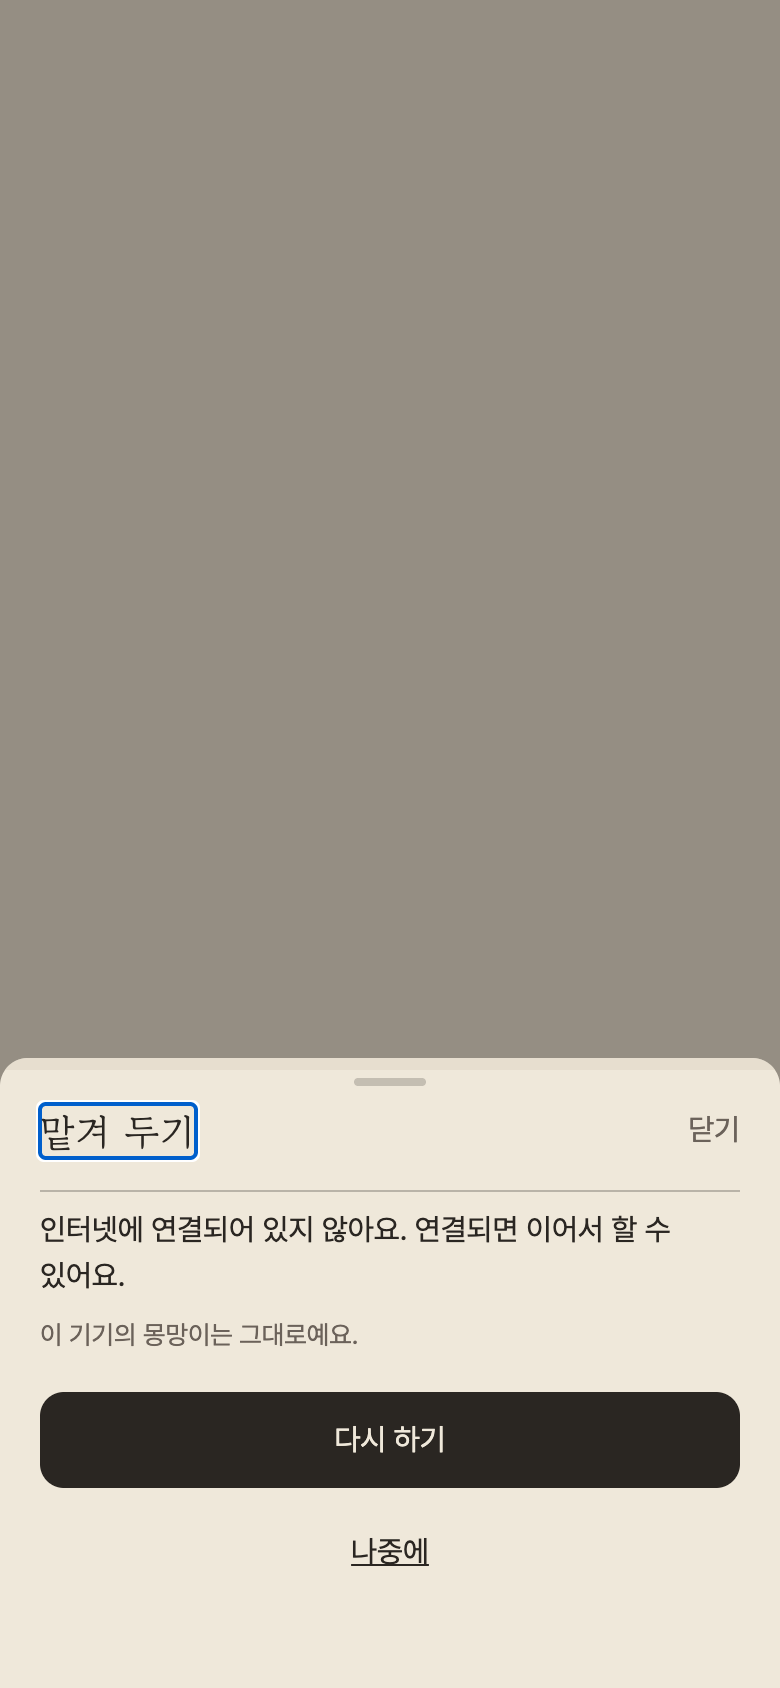 맡겨 두기
닫기
인터넷에 연결되어 있지 않아요. 연결되면 이어서 할 수
있어요.
이 기기의 몽망이는 그대로예요.
다시 하기
나중에